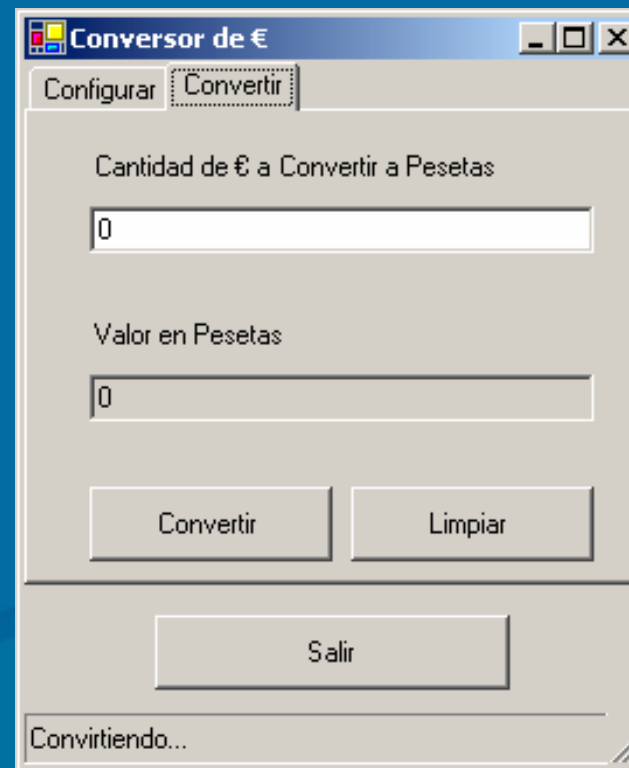 Conversor de €
Configurar Convertir
Cantidad de € a Convertir a Pesetas
0
Valor en Pesetas
0
Convertir Limpiar
Salir
Convirtiendo...